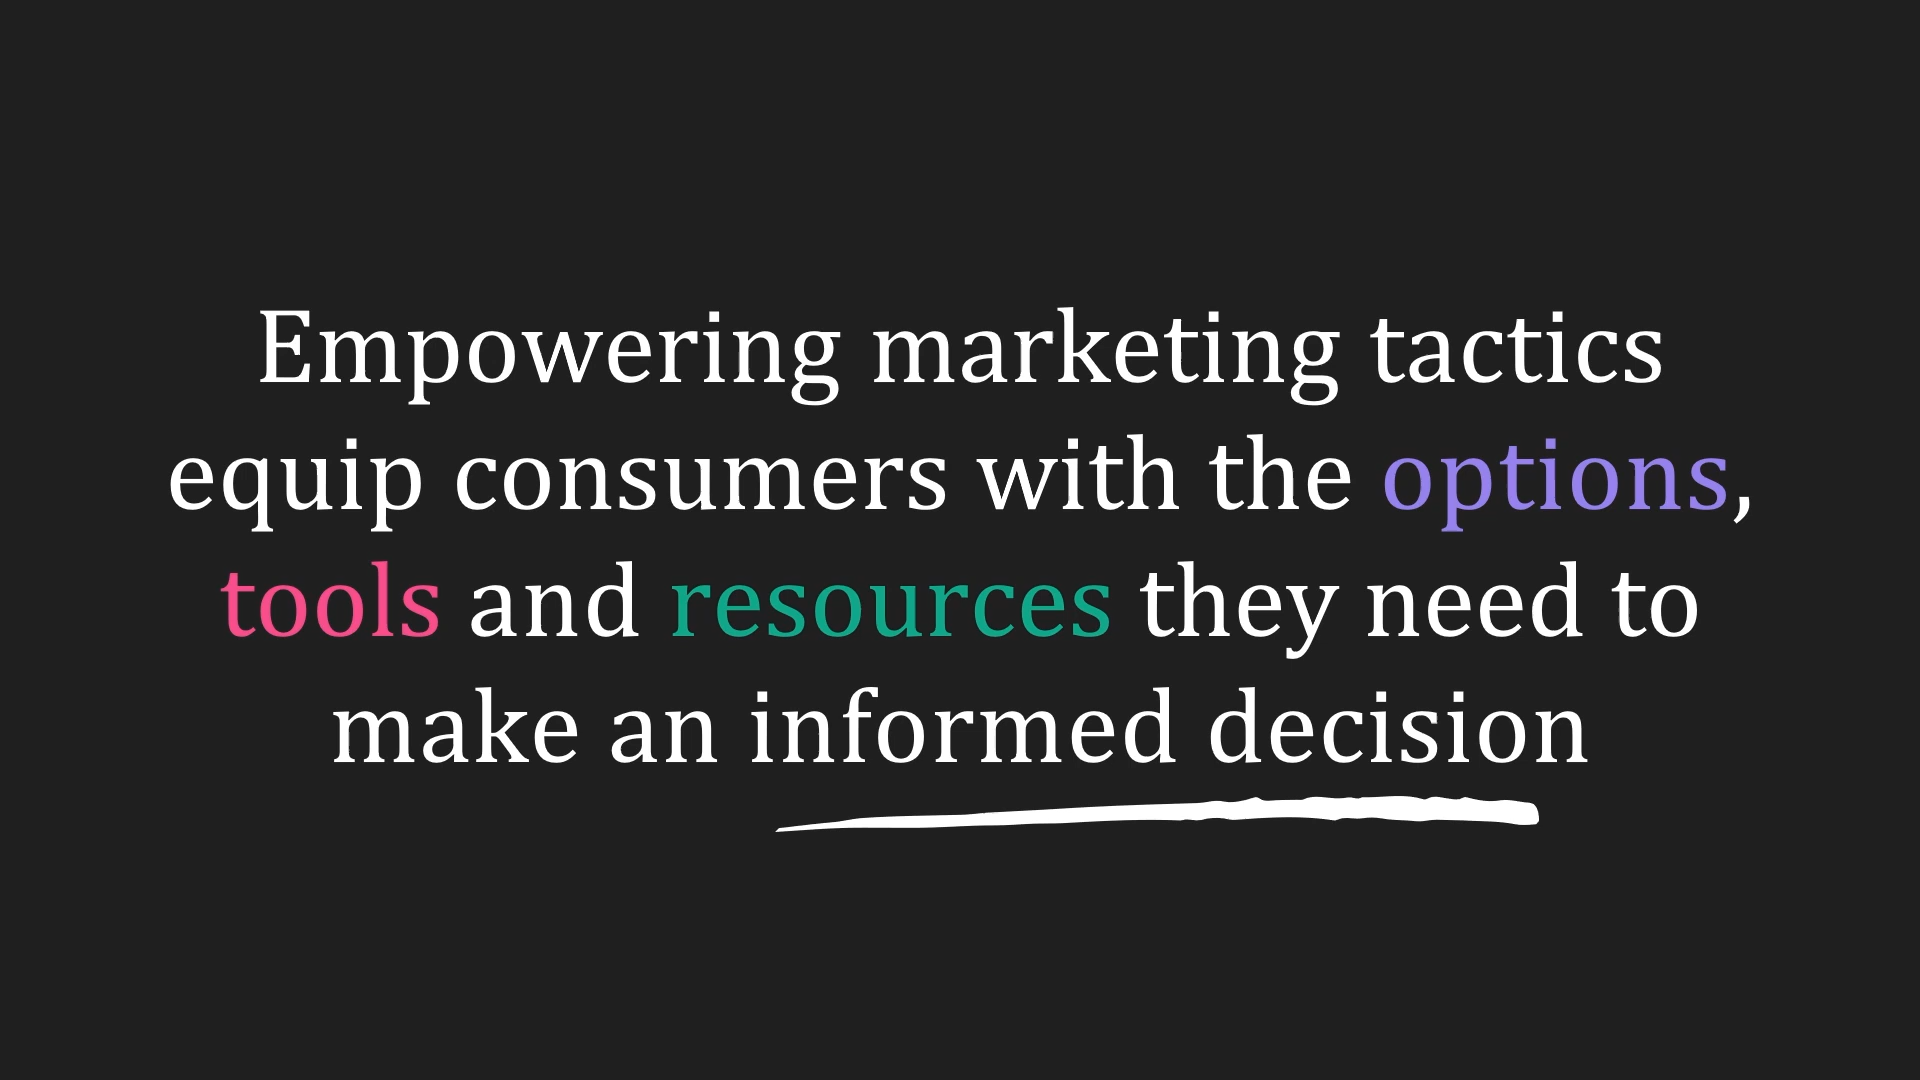 Empowering marketing tactics
equip consumers with the options,
tools and resources they need to
make an informed decision